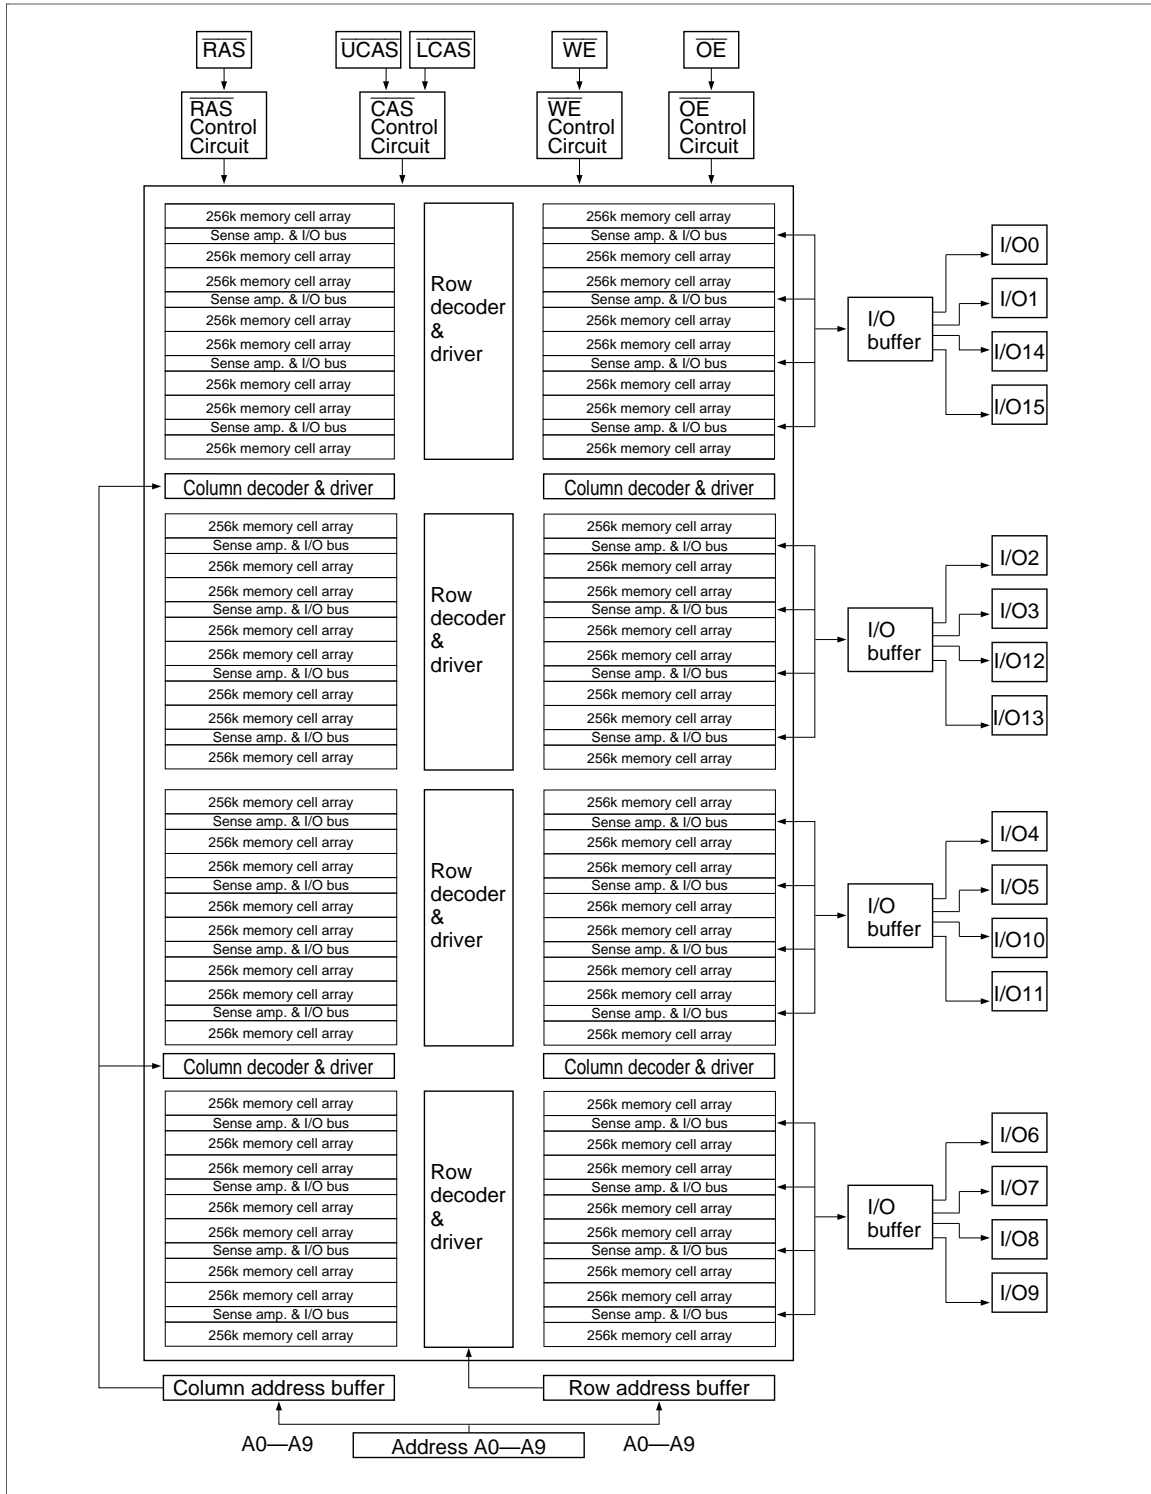 RAS
UCAS
LCAS
WE
OE
RAS
Control
Circuit
CAS
Control
Circuit
WE
Control
Circuit
OE
Control
Circuit
256k memory cell array
Sense amp. & I/O bus
256k memory cell array
256k memory cell array
Sense amp. & I/O bus
256k memory cell array
256k memory cell array
Sense amp. & I/O bus
256k memory cell array
256k memory cell array
Sense amp. & I/O bus
256k memory cell array
Row
decoder
&
driver
256k memory cell array
Sense amp. & I/O bus
256k memory cell array
256k memory cell array
Sense amp. & I/O bus
256k memory cell array
256k memory cell array
Sense amp. & I/O bus
256k memory cell array
256k memory cell array
Sense amp. & I/O bus
256k memory cell array
I/O
buffer
I/O0
I/O1
I/O14
I/O15
Column decoder & driver
Column decoder & driver
256k memory cell array
Sense amp. & I/O bus
256k memory cell array
256k memory cell array
Sense amp. & I/O bus
256k memory cell array
256k memory cell array
Sense amp. & I/O bus
256k memory cell array
256k memory cell array
Sense amp. & I/O bus
256k memory cell array
Row
decoder
&
driver
256k memory cell array
Sense amp. & I/O bus
256k memory cell array
256k memory cell array
Sense amp. & I/O bus
256k memory cell array
256k memory cell array
Sense amp. & I/O bus
256k memory cell array
256k memory cell array
Sense amp. & I/O bus
256k memory cell array
I/O
buffer
I/O2
I/O3
I/O12
I/O13
256k memory cell array
Sense amp. & I/O bus
256k memory cell array
256k memory cell array
Sense amp. & I/O bus
256k memory cell array
256k memory cell array
Sense amp. & I/O bus
256k memory cell array
256k memory cell array
Sense amp. & I/O bus
256k memory cell array
Row
decoder
&
driver
256k memory cell array
Sense amp. & I/O bus
256k memory cell array
256k memory cell array
Sense amp. & I/O bus
256k memory cell array
256k memory cell array
Sense amp. & I/O bus
256k memory cell array
256k memory cell array
Sense amp. & I/O bus
256k memory cell array
I/O
buffer
I/O4
I/O5
I/O10
I/O11
Column decoder & driver
Column decoder & driver
256k memory cell array
Sense amp. & I/O bus
256k memory cell array
256k memory cell array
Sense amp. & I/O bus
256k memory cell array
256k memory cell array
Sense amp. & I/O bus
256k memory cell array
256k memory cell array
Sense amp. & I/O bus
256k memory cell array
Row
decoder
&
driver
256k memory cell array
Sense amp. & I/O bus
256k memory cell array
256k memory cell array
Sense amp. & I/O bus
256k memory cell array
256k memory cell array
Sense amp. & I/O bus
256k memory cell array
256k memory cell array
Sense amp. & I/O bus
256k memory cell array
I/O
buffer
I/O6
I/O7
I/O8
I/O9
Column address buffer
Row address buffer
A0—A9
Address A0—A9
A0—A9